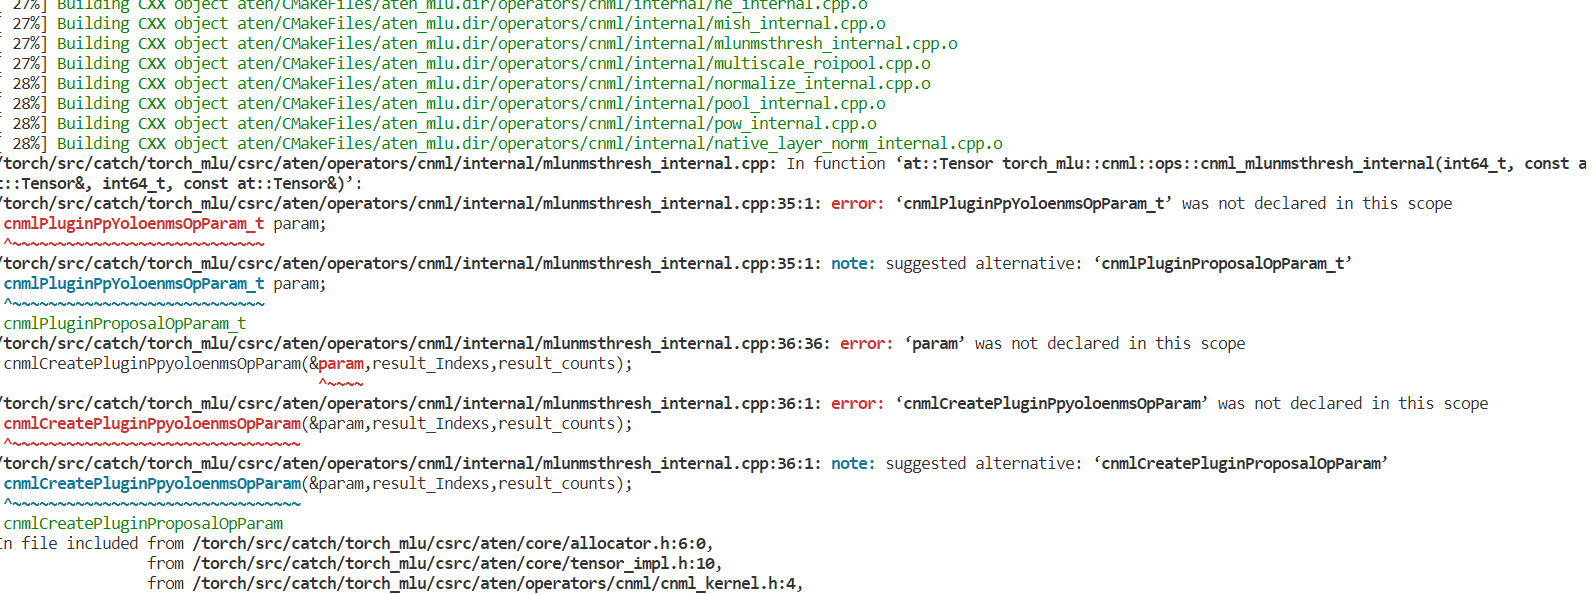 27%] Building CXX object aten/CMakeFiles/aten_mlu.dir/operators/cnml/internal/ne_internal.cpp.o
27%] Building CXX object aten/CMakeFiles/aten_mlu.dir/operators/cnml/internal/mish_internal.cpp.o
27%] Building CXX object aten/CMakeFiles/aten_mlu.dir/operators/cnml/internal/mlunmsthresh_internal.cpp.o
27%] Building CXX object aten/CMakeFiles/aten_mlu.dir/operators/cnml/internal/multiscale_roipool.cpp.o
28%] Building CXX object aten/CMakeFiles/aten_mlu.dir/operators/cnml/internal/normalize_internal.cpp.o
28%] Building CXX object aten/CMakeFiles/aten_mlu.dir/operators/cnml/internal/pool_internal.cpp.o
28%] Building CXX object aten/CMakeFiles/aten_mlu.dir/operators/cnml/internal/pow_internal.cpp.o
28%] Building CXX object aten/CMakeFiles/aten_mlu.dir/operators/cnml/internal/native_layer_norm_internal.cpp.o
/torch/src/catch/torch_mlu/csrc/aten/operators/cnml/internal/mlunmsthresh_internal.cpp: In function ‘at::Tensor torch_mlu::cnml::ops::cnml_mlunmsthresh_internal(int64_t, const a
t::Tensor&, int64_t, const at::Tensor&)’:
/torch/src/catch/torch_mlu/csrc/aten/operators/cnml/internal/mlunmsthresh_internal.cpp:35:1: error: ‘cnmlPluginPpYoloenmsOpParam_t’ was not declared in this scope
cnmlPluginPpYoloenmsOpParam_t param;
^~~~~~~~~~~~~~~~~~~~~~~~~~~~~
/torch/src/catch/torch_mlu/csrc/aten/operators/cnml/internal/mlunmsthresh_internal.cpp:35:1: note: suggested alternative: ‘cnmlPluginProposalOpParam_t’
cnmlPluginPpYoloenmsOpParam_t param;
^~~~~~~~~~~~~~~~~~~~~~~~~~~~~
cnmlPluginProposalOpParam_t
/torch/src/catch/torch_mlu/csrc/aten/operators/cnml/internal/mlunmsthresh_internal.cpp:36:36: error: ‘param’ was not declared in this scope
cnmlCreatePluginPpyoloenmsOpParam(&param,result_Indexs,result_counts);
^~~~~
/torch/src/catch/torch_mlu/csrc/aten/operators/cnml/internal/mlunmsthresh_internal.cpp:36:1: error: ‘cnmlCreatePluginPpyoloenmsOpParam’ was not declared in this scope
cnmlCreatePluginPpyoloenmsOpParam(&param,result_Indexs,result_counts);
^~~~~~~~~~~~~~~~~~~~~~~~~~~~~~~~~
/torch/src/catch/torch_mlu/csrc/aten/operators/cnml/internal/mlunmsthresh_internal.cpp:36:1: note: suggested alternative: ‘cnmlCreatePluginProposalOpParam’
cnmlCreatePluginPpyoloenmsOpParam(&param,result_Indexs,result_counts);
^~~~~~~~~~~~~~~~~~~~~~~~~~~~~~~~~
cnmlCreatePluginProposalOpParam
In file included from /torch/src/catch/torch_mlu/csrc/aten/core/allocator.h:6:0,
from /torch/src/catch/torch_mlu/csrc/aten/core/tensor_impl.h:10,
from /torch/src/catch/torch_mlu/csrc/aten/operators/cnml/cnml_kernel.h:4,